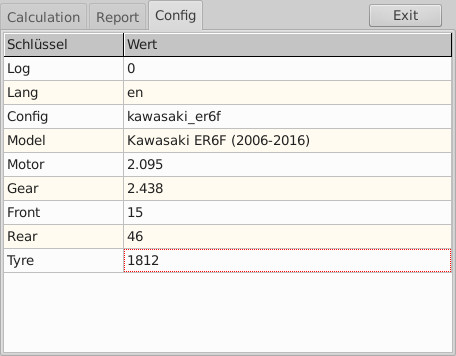 Calculation Report Config Exit
Schlüssel Wert
Log 0
Lang en
Config kawasaki_er6f
Model Kawasaki ER6F (2006-2016)
Motor 2.095
Gear 2.438
Front 15
Rear 46
Tyre 1812